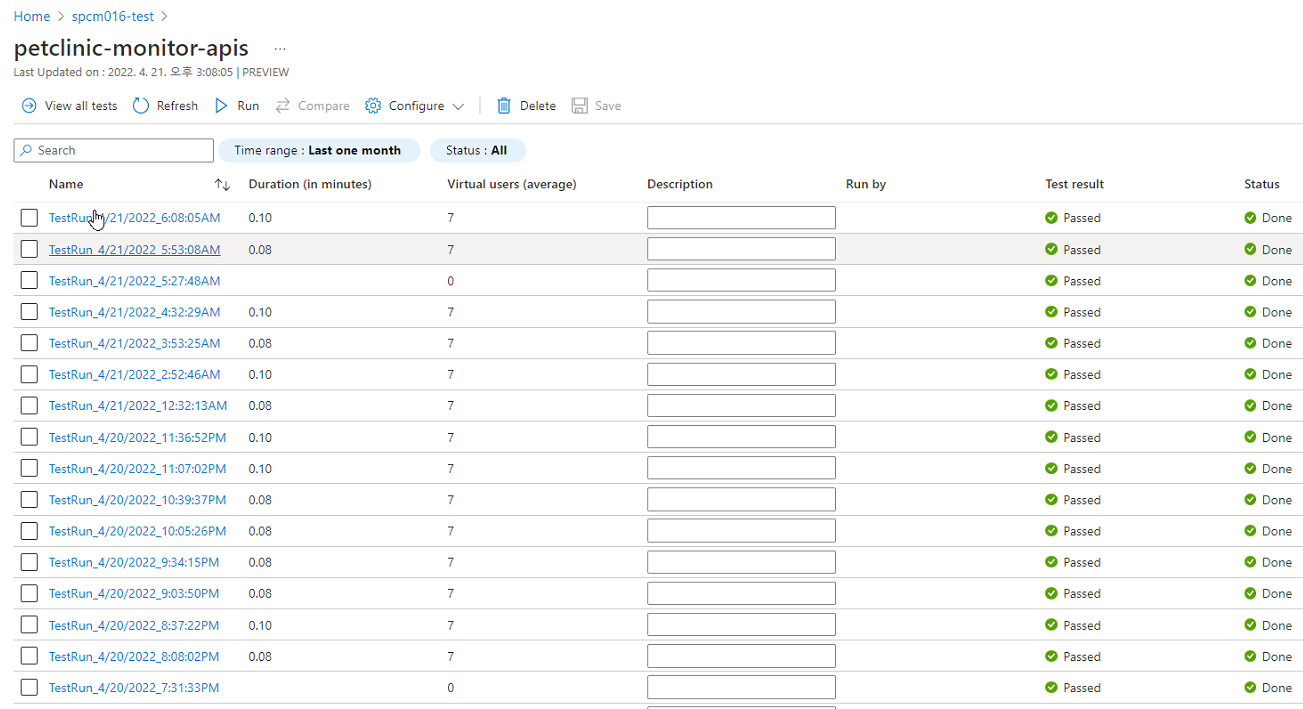 Home > spcm016-test >
petclinic-monitor-apis ...
Last Updated on : 2022. 4. 21. 오후 3:08:05 | PREVIEW
View all tests Refresh Run Compare Configure Delete Save
Search Time range : Last one month Status : All
Name Duration (in minutes) Virtual users (average) Description Run by Test result Status
TestRun_4/21/2022_6:08:05AM 0.10 7 Passed Done
TestRun_4/21/2022_5:53:08AM 0.08 7 Passed Done
TestRun_4/21/2022_5:27:48AM 0 Passed Done
TestRun_4/21/2022_4:32:29AM 0.10 7 Passed Done
TestRun_4/21/2022_3:53:25AM 0.08 7 Passed Done
TestRun_4/21/2022_2:52:46AM 0.10 7 Passed Done
TestRun_4/21/2022_12:32:13AM 0.08 7 Passed Done
TestRun_4/20/2022_11:36:52PM 0.10 7 Passed Done
TestRun_4/20/2022_11:07:02PM 0.10 7 Passed Done
TestRun_4/20/2022_10:39:37PM 0.08 7 Passed Done
TestRun_4/20/2022_10:05:26PM 0.08 7 Passed Done
TestRun_4/20/2022_9:34:15PM 0.08 7 Passed Done
TestRun_4/20/2022_9:03:50PM 0.08 7 Passed Done
TestRun_4/20/2022_8:37:22PM 0.10 7 Passed Done
TestRun_4/20/2022_8:08:02PM 0.08 7 Passed Done
TestRun_4/20/2022_7:31:33PM 0 Passed Done